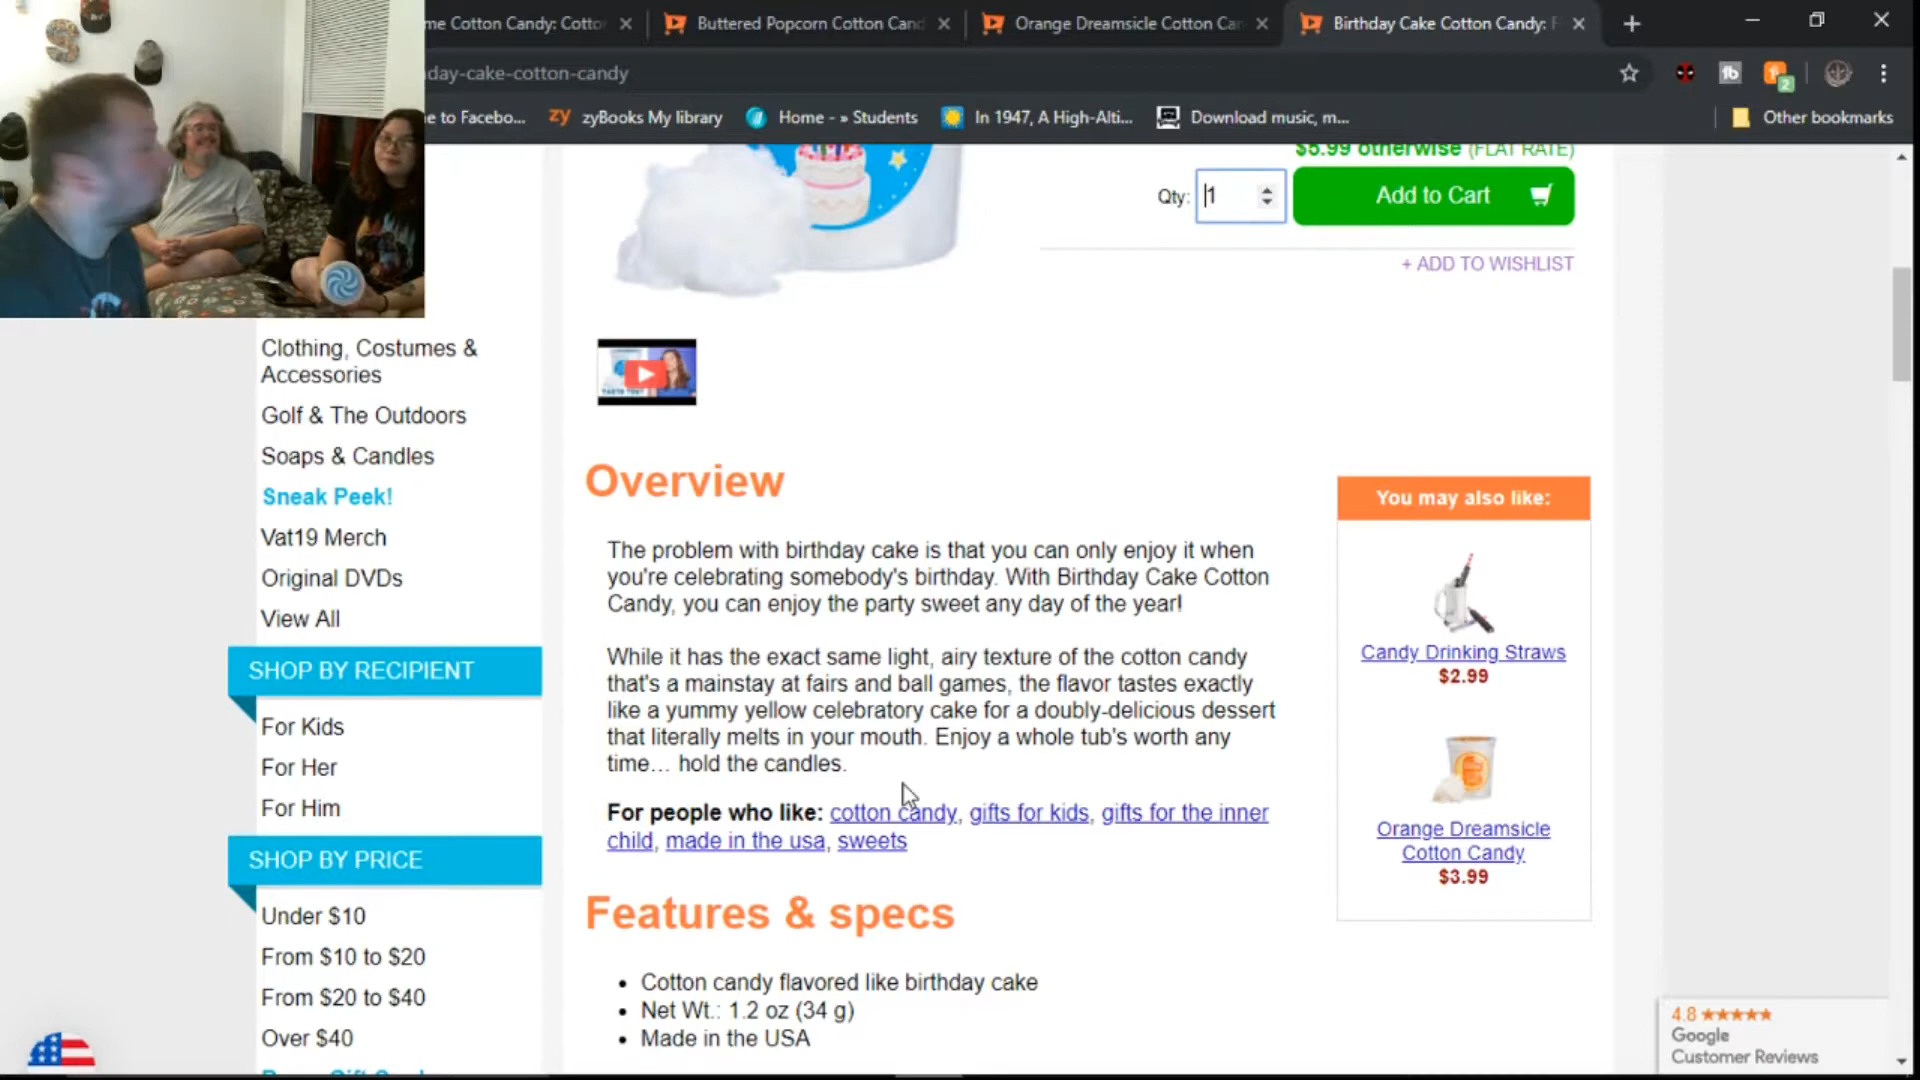 me Cotton Candy: Cotto
Buttered Popcorn Cotton Cand
Orange Dreamsicle Cotton Can
Birthday Cake Cotton Candy: F
day-cake-cotton-candy
2
e to Facebo...
zy zyBooks My library
Home - » Students
In 1947, A High-Alti...
Download music, m...
Other bookmarks
$5.99 otherwise (FLAT RATE)
Qty: 1
Add to Cart
+ ADD TO WISHLIST
Clothing, Costumes &
Accessories
Golf & The Outdoors
Soaps & Candles
Sneak Peek!
Vat19 Merch
Original DVDs
View All
SHOP BY RECIPIENT
For Kids
For Her
For Him
SHOP BY PRICE
Under $10
From $10 to $20
From $20 to $40
Over $40
Overview
The problem with birthday cake is that you can only enjoy it when
you're celebrating somebody's birthday. With Birthday Cake Cotton
Candy, you can enjoy the party sweet any day of the year!
While it has the exact same light, airy texture of the cotton candy
that's a mainstay at fairs and ball games, the flavor tastes exactly
like a yummy yellow celebratory cake for a doubly-delicious dessert
that literally melts in your mouth. Enjoy a whole tub's worth any
time... hold the candles.
For people who like: cotton candy, gifts for kids, gifts for the inner
child, made in the usa, sweets
Features & specs
• Cotton candy flavored like birthday cake
• Net Wt.: 1.2 oz (34 g)
• Made in the USA
You may also like:
Candy Drinking Straws
$2.99
Orange Dreamsicle
Cotton Candy
$3.99
4.8 ★★★★★
Google
Customer Reviews